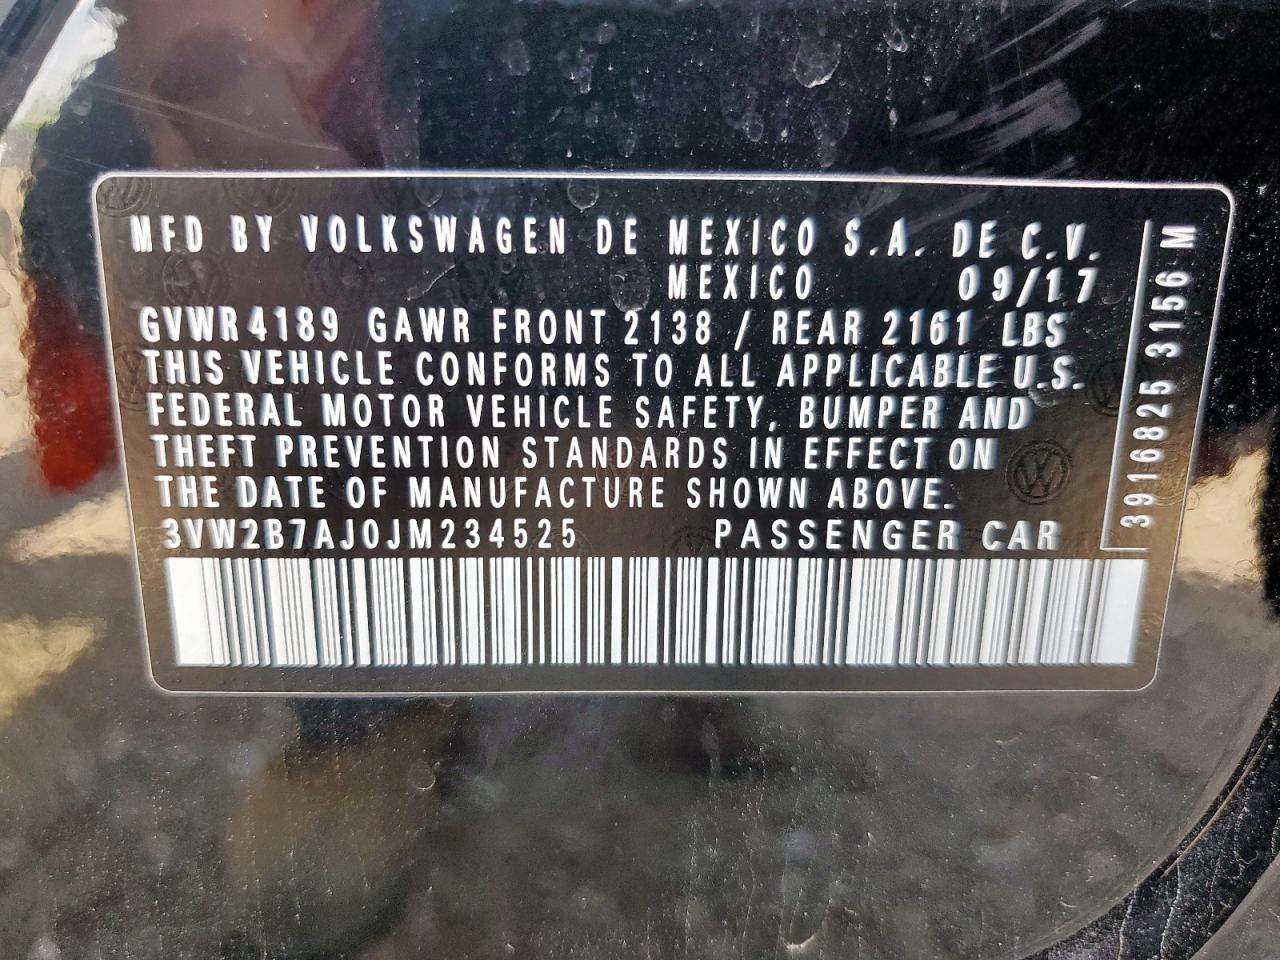 MFD BY VOLKSWAGEN DE MEXICO S.A. DE C.V.
MEXICO 09/17
GVWR 4189 GAWR FRONT 2138 / REAR 2161 LBS
THIS VEHICLE CONFORMS TO ALL APPLICABLE U.S.
FEDERAL MOTOR VEHICLE SAFETY, BUMPER AND
THEFT PREVENTION STANDARDS IN EFFECT ON
THE DATE OF MANUFACTURE SHOWN ABOVE.
3VW2B7AJ0JM234525 PASSENGER CAR
3916825 3156 M